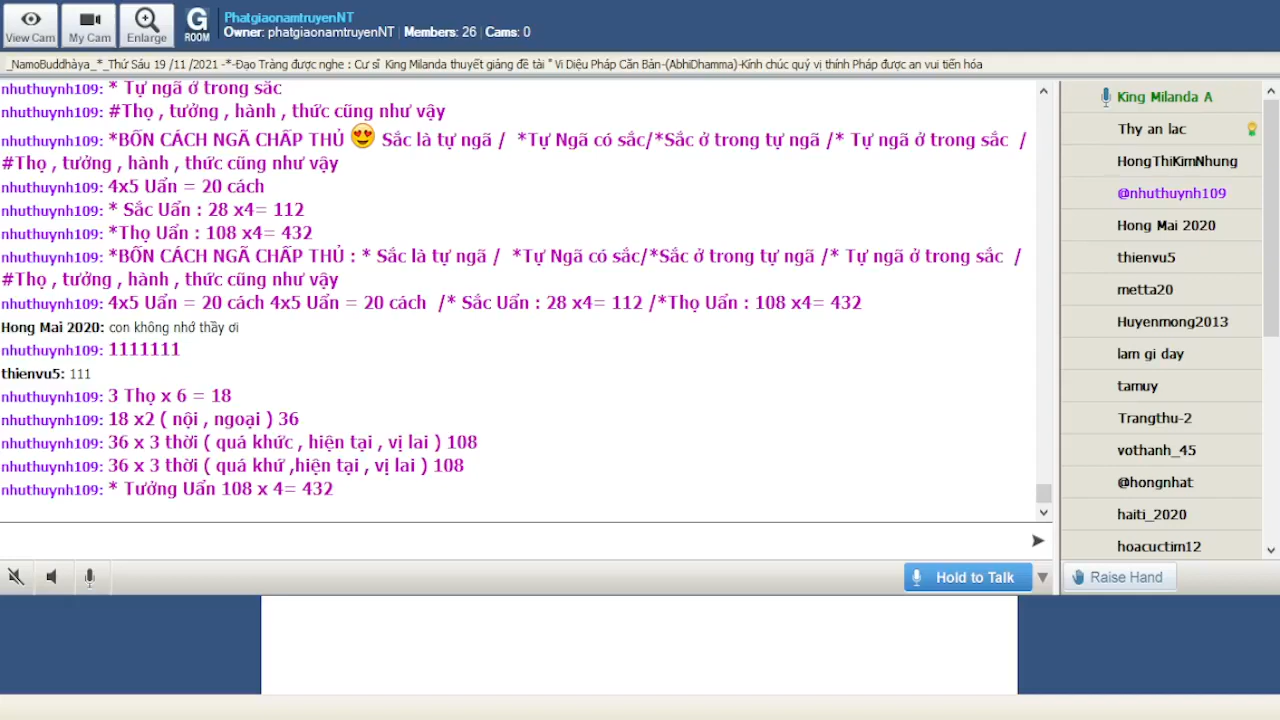 View Cam
My Cam
Enlarge
G
ROOM
PhatgiaonamtruyenNT
Owner: phatgiaonamtruyenNT | Members: 26 | Cams: 0
_NamoBuddhàya_*_Thứ Sáu 19 /11 /2021 -*-Đạo Tràng được nghe : Cư sĩ King Milanda thuyết giảng đề tài " Vi Diệu Pháp Căn Bản-(AbhiDhamma)-Kính chúc quý vị thính Pháp được an vui tiến hóa
nhuthuynh109: * Tự ngã ở trong sắc
nhuthuynh109: #Thọ , tưởng , hành , thức cũng như vậy
nhuthuynh109: *BỐN CÁCH NGÃ CHẤP THỦ 😍 Sắc là tự ngã / *Tự Ngã có sắc/*Sắc ở trong tự ngã /* Tự ngã ở trong sắc /
#Thọ , tưởng , hành , thức cũng như vậy
nhuthuynh109: 4x5 Uẩn = 20 cách
nhuthuynh109: * Sắc Uẩn : 28 x4= 112
nhuthuynh109: *Thọ Uẩn : 108 x4= 432
nhuthuynh109: *BỐN CÁCH NGÃ CHẤP THỦ : * Sắc là tự ngã / *Tự Ngã có sắc/*Sắc ở trong tự ngã /* Tự ngã ở trong sắc /
#Thọ , tưởng , hành , thức cũng như vậy
nhuthuynh109: 4x5 Uẩn = 20 cách 4x5 Uẩn = 20 cách /* Sắc Uẩn : 28 x4= 112 /*Thọ Uẩn : 108 x4= 432
Hong Mai 2020: con không nhớ thầy ơi
nhuthuynh109: 1111111
thienvu5: 111
nhuthuynh109: 3 Thọ x 6 = 18
nhuthuynh109: 18 x2 ( nội , ngoại ) 36
nhuthuynh109: 36 x 3 thời ( quá khức , hiện tại , vị lai ) 108
nhuthuynh109: 36 x 3 thời ( quá khứ ,hiện tại , vị lai ) 108
nhuthuynh109: * Tưởng Uẩn 108 x 4= 432
Hold to Talk
King Milanda A
Thy an lac
HongThiKimNhung
@nhuthuynh109
Hong Mai 2020
thienvu5
metta20
Huyenmong2013
lam gi day
tamuy
Trangthu-2
vothanh_45
@hongnhat
haiti_2020
hoacuctim12
Raise Hand